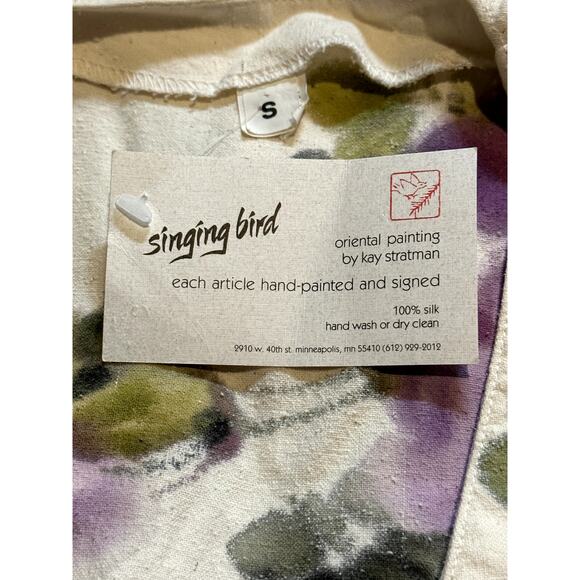 S
singing bird
oriental painting
by kay stratman
each article hand-painted and signed
100% silk
hand wash or dry clean
2910 w. 40th st. minneapolis, mn 55410 (612) 929-2012